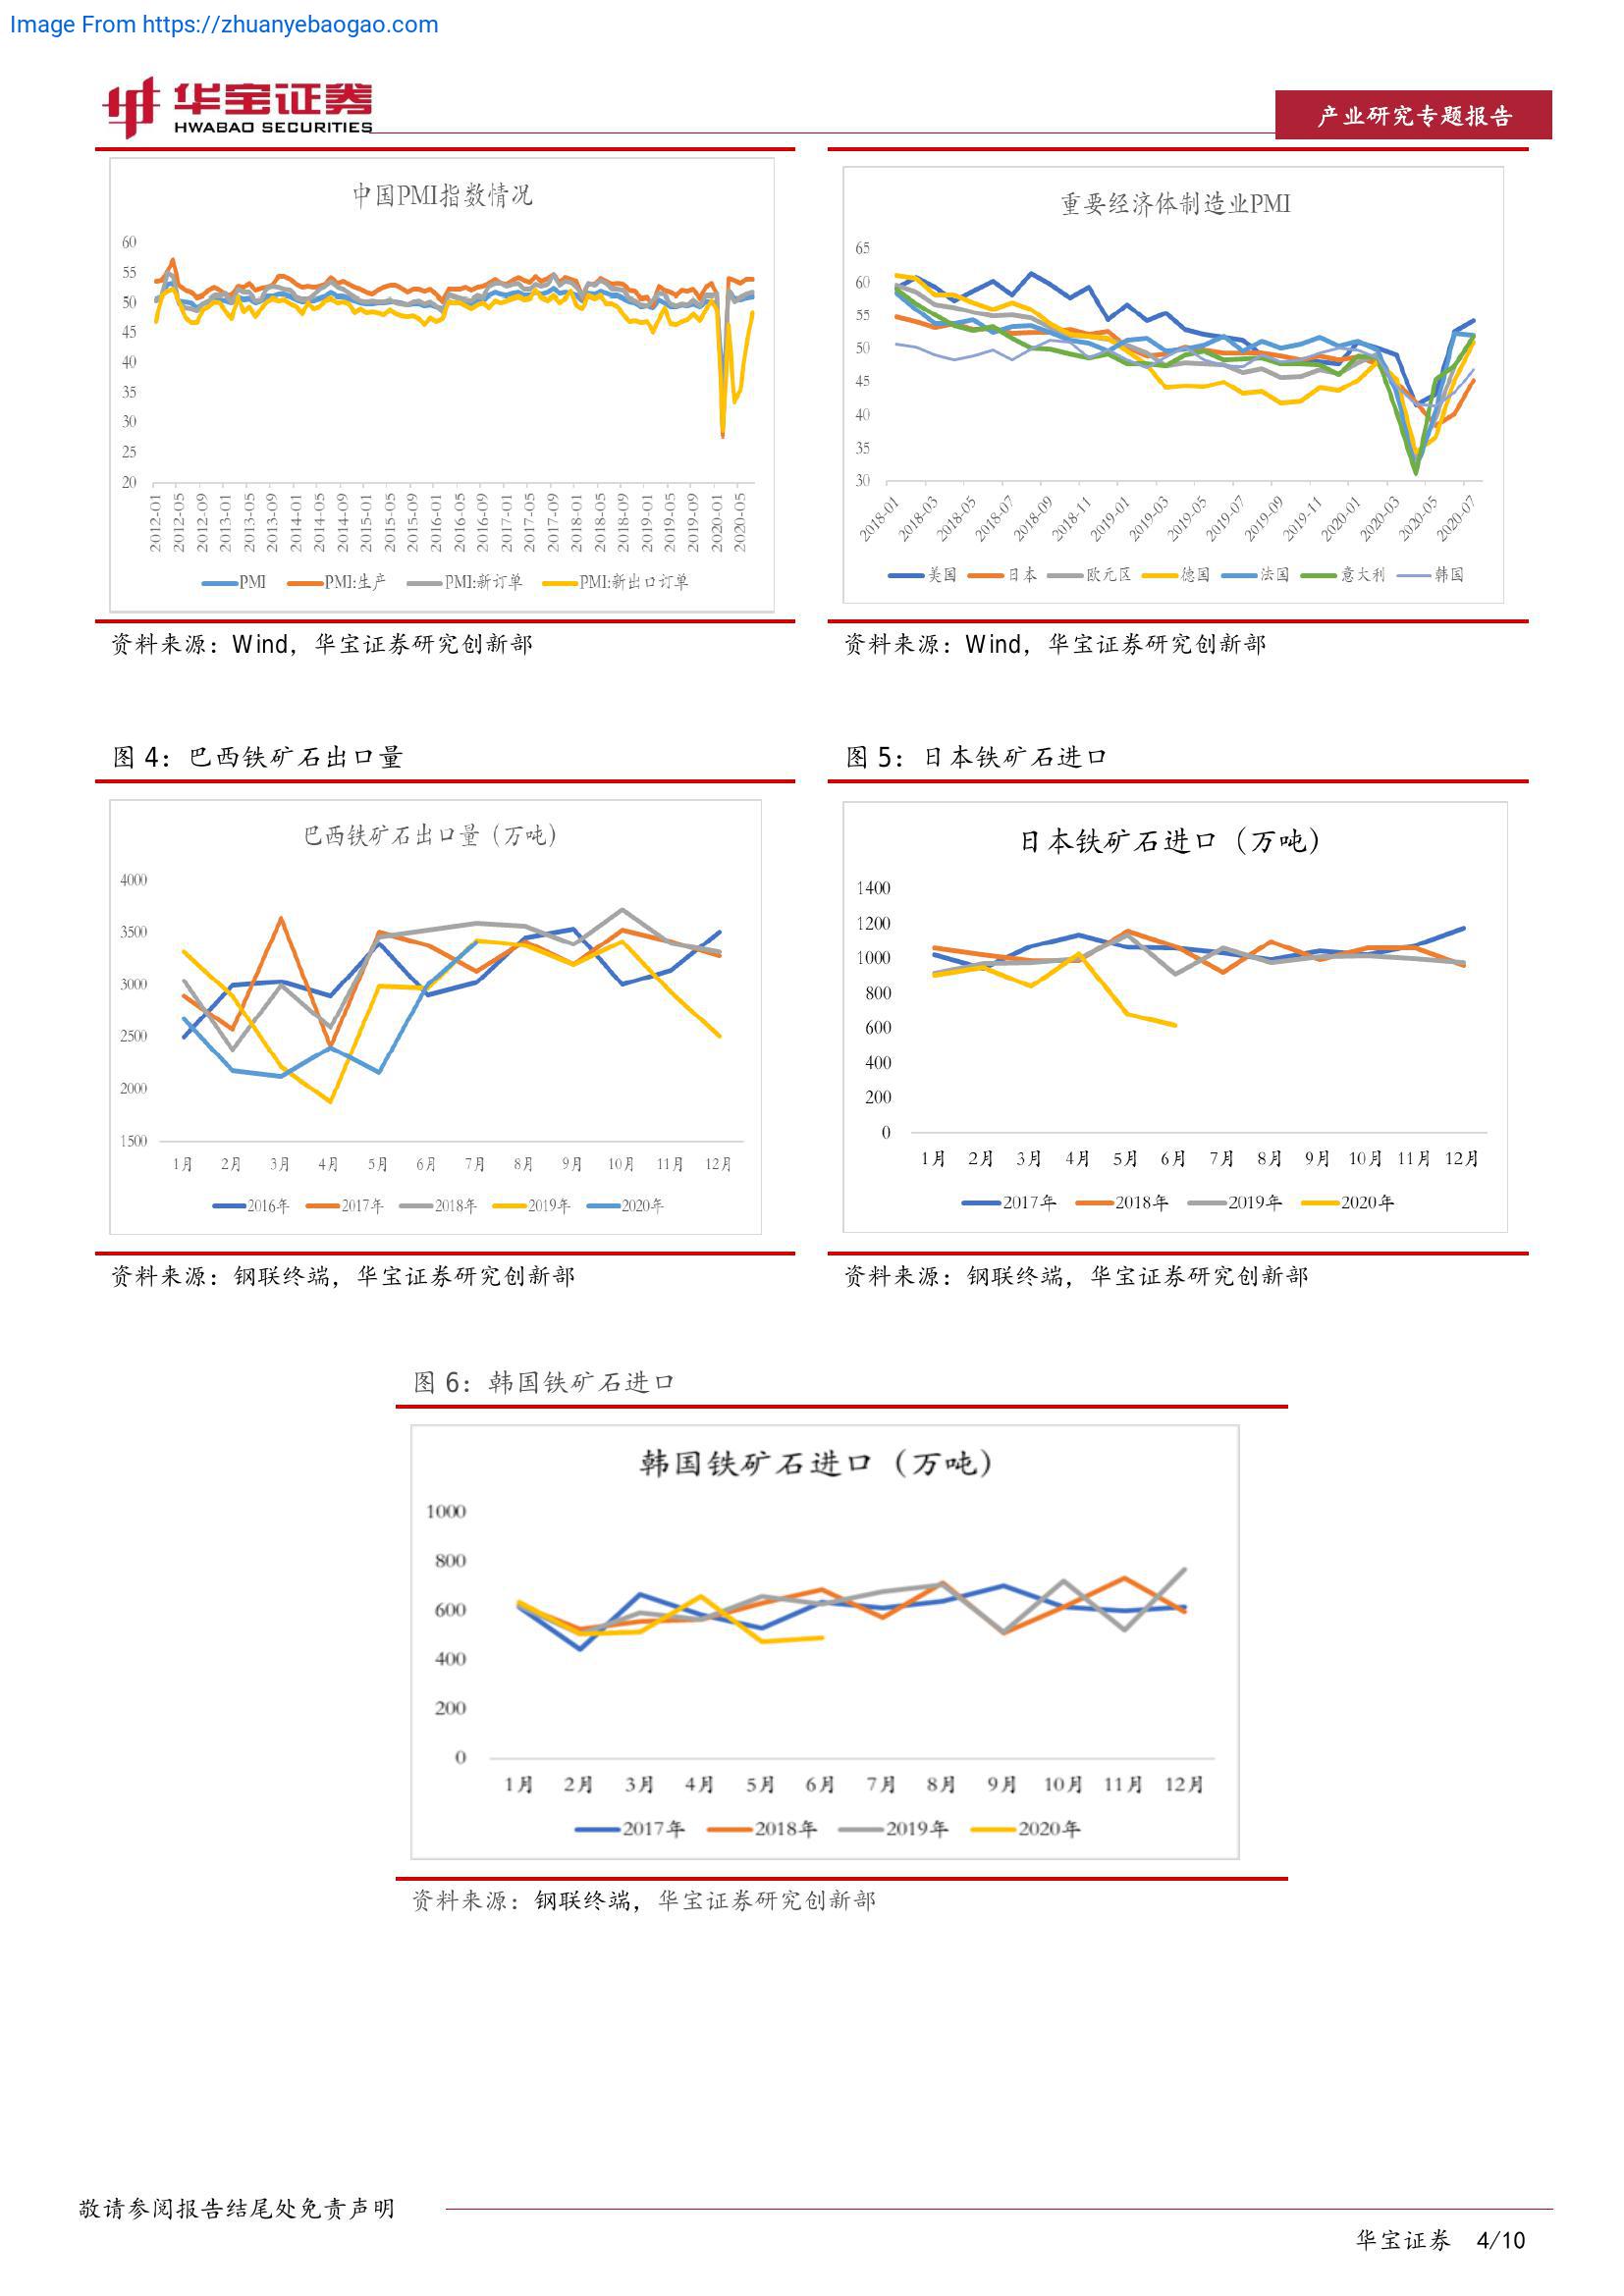 Image From https://zhuanyebaogao.com
华宝证券
HWABAO SECURITIES
产业研究专题报告
中国PMI指数情况
60
55
50
45
40
35
30
25
20
2012-01 2012-05 2012-09 2013-01 2013-05 2013-09 2014-01 2014-05 2014-09 2015-01 2015-05 2015-09 2016-01 2016-05 2016-09 2017-01 2017-05 2017-09 2018-01 2018-05 2018-09 2019-01 2019-05 2019-09 2020-01 2020-05
PMI PMI:生产 PMI:新订单 PMI:新出口订单
资料来源：Wind，华宝证券研究创新部
重要经济体制造业PMI
65
60
55
50
45
40
35
30
2018-01 2018-03 2018-05 2018-07 2018-09 2018-11 2019-01 2019-03 2019-05 2019-07 2019-09 2019-11 2020-01 2020-03 2020-05 2020-07
美国 日本 欧元区 德国 法国 意大利 韩国
资料来源：Wind，华宝证券研究创新部
图 4：巴西铁矿石出口量
巴西铁矿石出口量（万吨）
4000
3500
3000
2500
2000
1500
1月 2月 3月 4月 5月 6月 7月 8月 9月 10月 11月 12月
2016年 2017年 2018年 2019年 2020年
资料来源：钢联终端，华宝证券研究创新部
图 5：日本铁矿石进口
日本铁矿石进口（万吨）
1400
1200
1000
800
600
400
200
0
1月 2月 3月 4月 5月 6月 7月 8月 9月 10月 11月 12月
2017年 2018年 2019年 2020年
资料来源：钢联终端，华宝证券研究创新部
图 6：韩国铁矿石进口
韩国铁矿石进口（万吨）
1000
800
600
400
200
0
1月 2月 3月 4月 5月 6月 7月 8月 9月 10月 11月 12月
2017年 2018年 2019年 2020年
资料来源：钢联终端，华宝证券研究创新部
敬请参阅报告结尾处免责声明
华宝证券 4/10